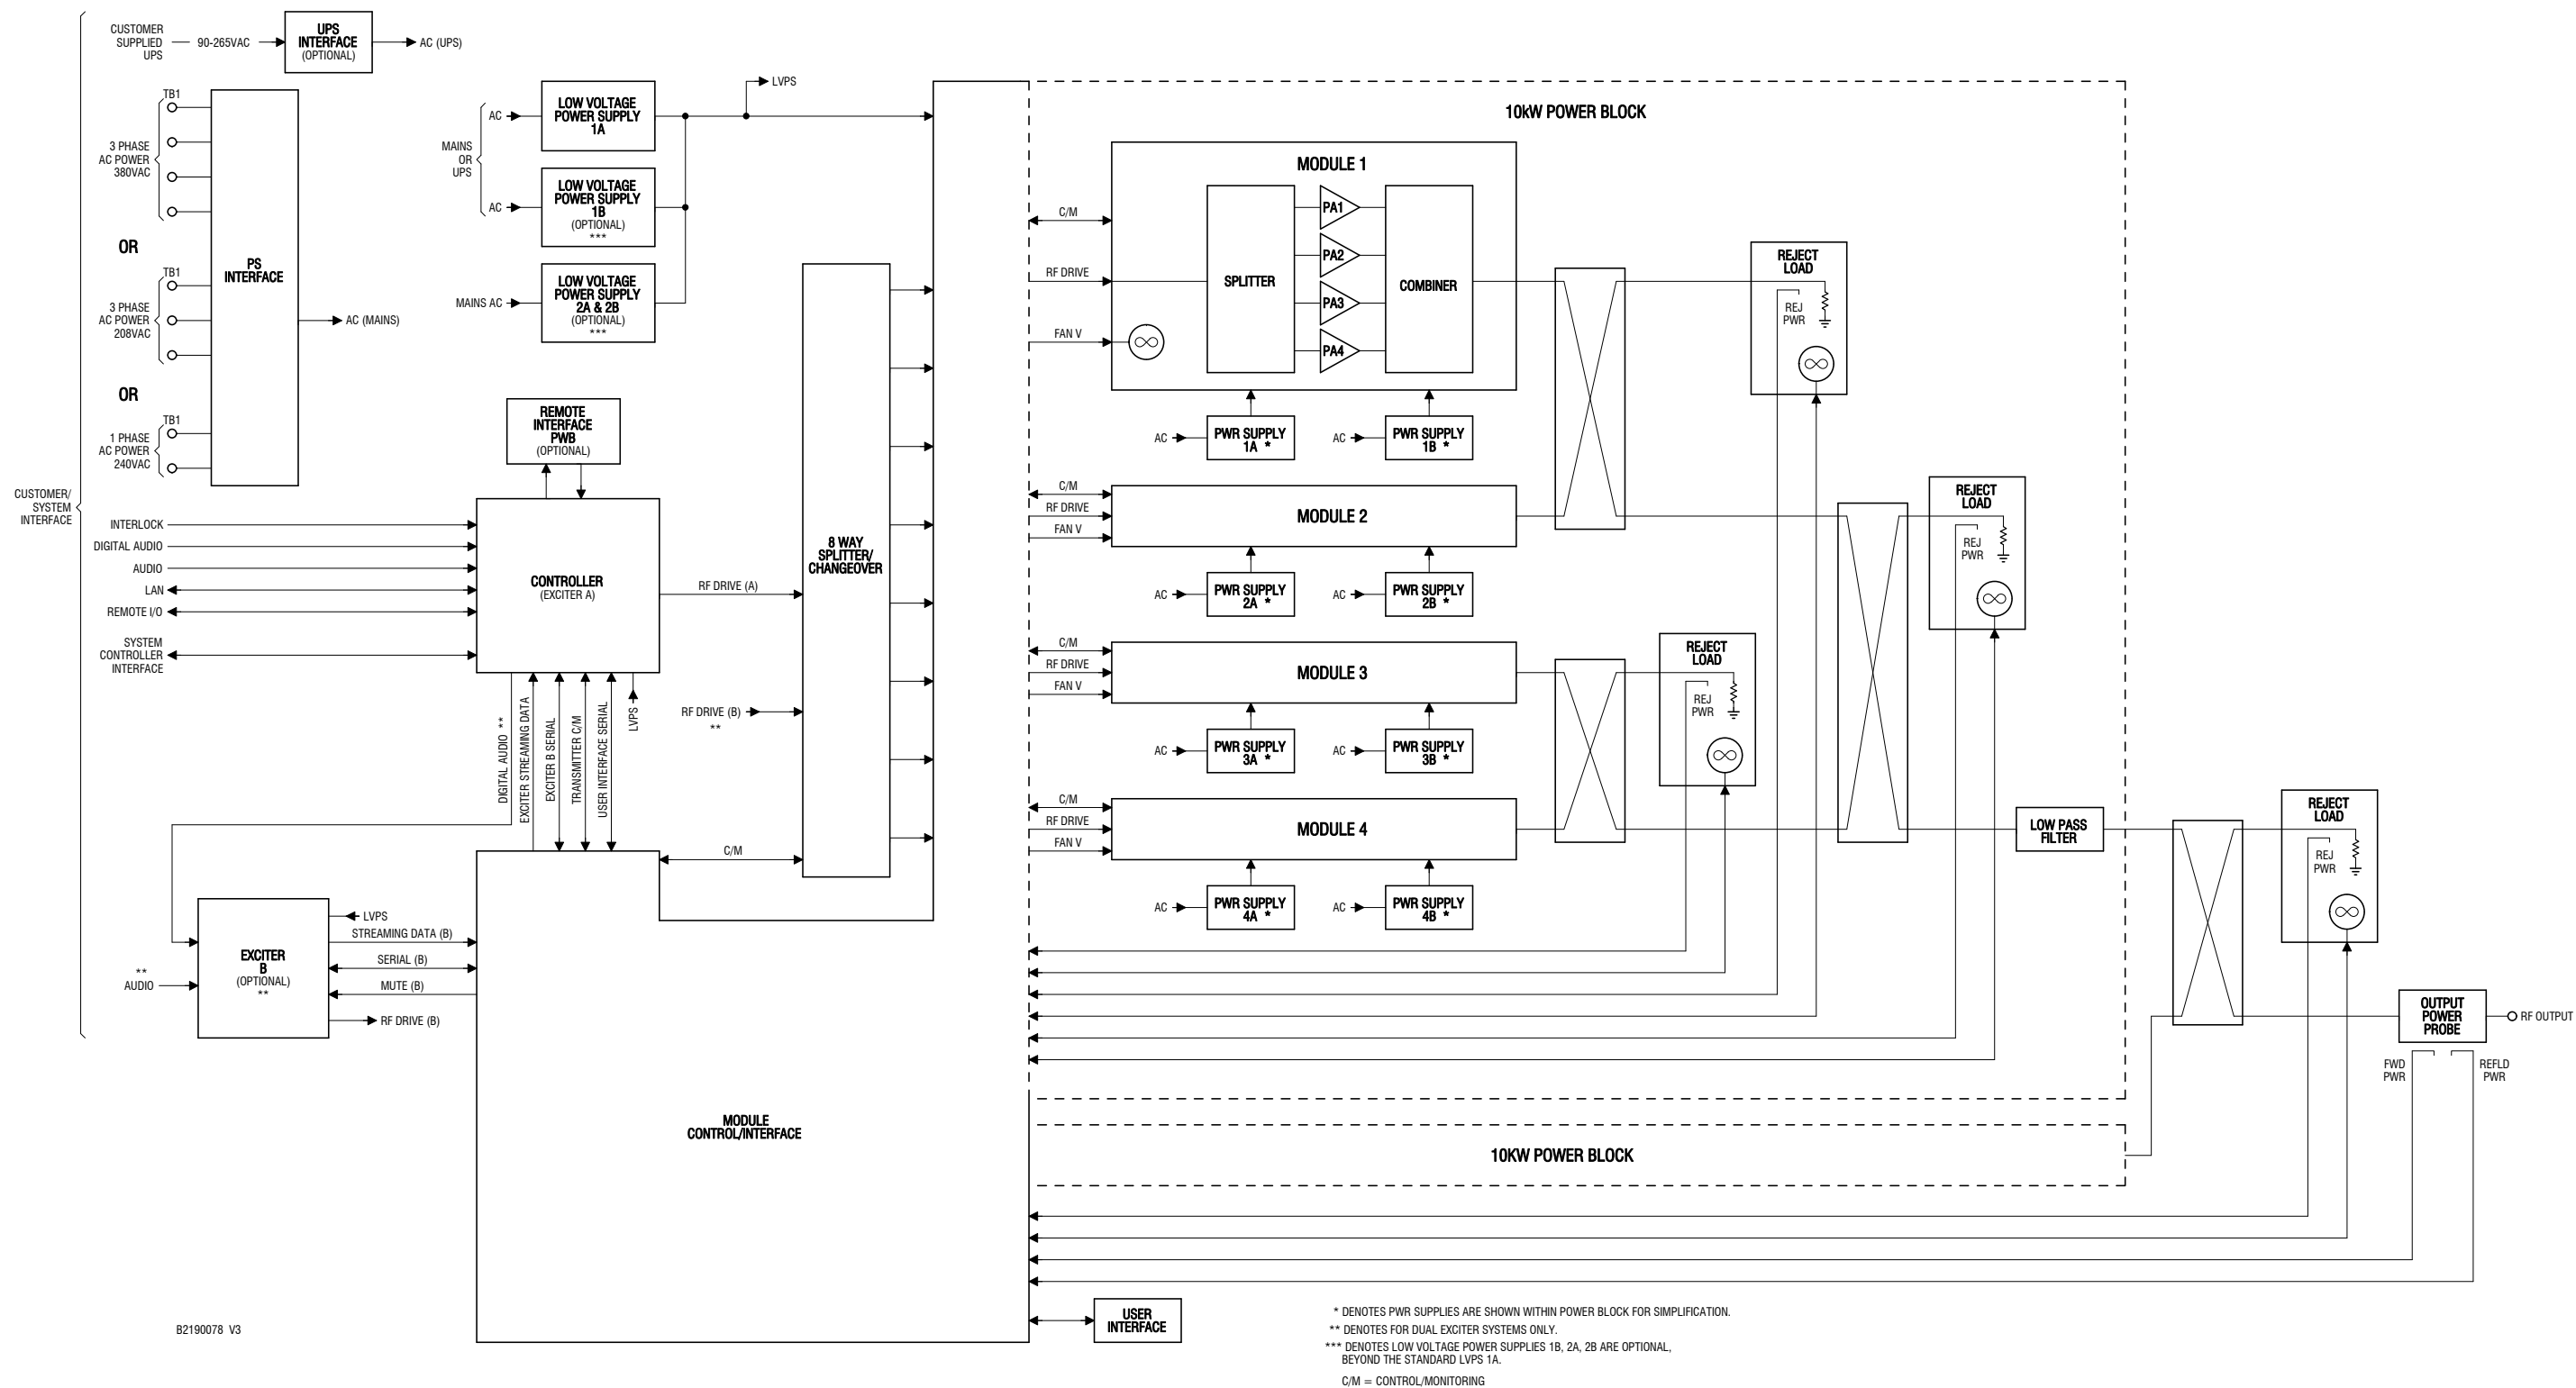 CUSTOMER
SUPPLIED
UPS
90-265VAC
UPS
INTERFACE
(OPTIONAL)
AC (UPS)
TB1
3 PHASE
AC POWER
380VAC
OR
TB1
3 PHASE
AC POWER
208VAC
OR
TB1
1 PHASE
AC POWER
240VAC
PS
INTERFACE
AC (MAINS)
CUSTOMER/
SYSTEM
INTERFACE
MAINS
OR
UPS
AC
LOW VOLTAGE
POWER SUPPLY
1A
LVPS
AC
LOW VOLTAGE
POWER SUPPLY
1B
(OPTIONAL)
***
MAINS AC
LOW VOLTAGE
POWER SUPPLY
2A & 2B
(OPTIONAL)
***
REMOTE
INTERFACE
PWB
(OPTIONAL)
INTERLOCK
DIGITAL AUDIO
AUDIO
LAN
REMOTE I/O
SYSTEM
CONTROLLER
INTERFACE
CONTROLLER
(EXCITER A)
RF DRIVE (A)
8 WAY
SPLITTER/
CHANGEOVER
RF DRIVE (B)
**
DIGITAL AUDIO **
EXCITER STREAMING DATA
EXCITER B SERIAL
TRANSMITTER C/M
USER INTERFACE SERIAL
LVPS
C/M
EXCITER
B
(OPTIONAL)
**
**
AUDIO
LVPS
STREAMING DATA (B)
SERIAL (B)
MUTE (B)
RF DRIVE (B)
MODULE
CONTROL/INTERFACE
10kW POWER BLOCK
MODULE 1
C/M
RF DRIVE
FAN V
SPLITTER
PA1
PA2
PA3
PA4
COMBINER
AC
PWR SUPPLY
1A *
AC
PWR SUPPLY
1B *
REJECT
LOAD
REJ
PWR
C/M
RF DRIVE
FAN V
MODULE 2
AC
PWR SUPPLY
2A *
AC
PWR SUPPLY
2B *
REJECT
LOAD
REJ
PWR
C/M
RF DRIVE
FAN V
MODULE 3
AC
PWR SUPPLY
3A *
AC
PWR SUPPLY
3B *
REJECT
LOAD
REJ
PWR
C/M
RF DRIVE
FAN V
MODULE 4
AC
PWR SUPPLY
4A *
AC
PWR SUPPLY
4B *
LOW PASS
FILTER
REJECT
LOAD
REJ
PWR
OUTPUT
POWER
PROBE
RF OUTPUT
FWD
PWR
REFLD
PWR
10KW POWER BLOCK
USER
INTERFACE
B2190078 V3
* DENOTES PWR SUPPLIES ARE SHOWN WITHIN POWER BLOCK FOR SIMPLIFICATION.
** DENOTES FOR DUAL EXCITER SYSTEMS ONLY.
*** DENOTES LOW VOLTAGE POWER SUPPLIES 1B, 2A, 2B ARE OPTIONAL,
BEYOND THE STANDARD LVPS 1A.
C/M = CONTROL/MONITORING